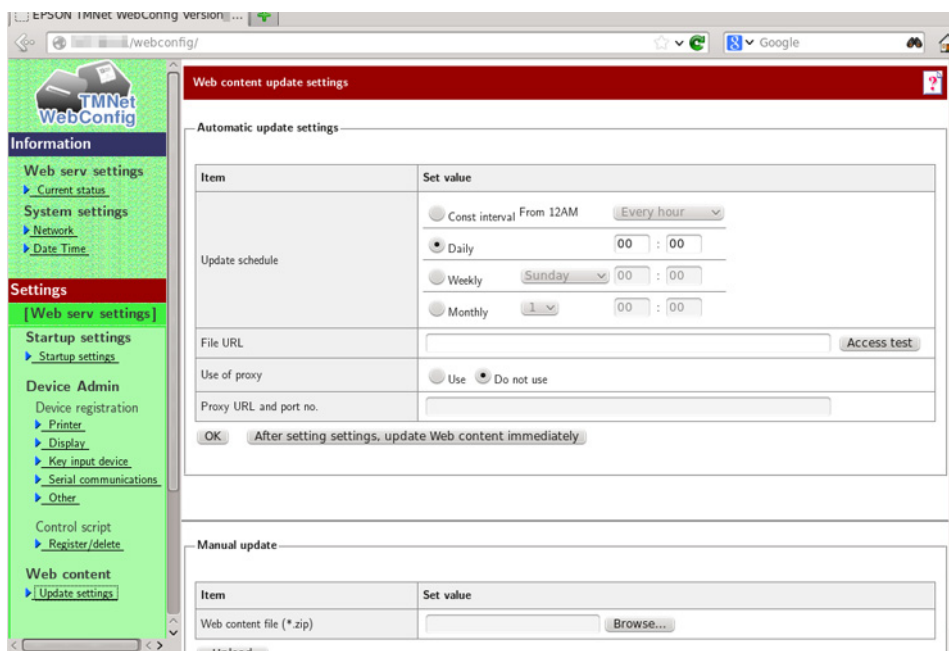 EPSON TMNet WebConfig Version ...
/webconfig/
Google
TMNet
WebConfig
Information
Web serv settings
Current status
System settings
Network
Date Time
Settings
[Web serv settings]
Startup settings
Startup settings
Device Admin
Device registration
Printer
Display
Key input device
Serial communications
Other
Control script
Register/delete
Web content
Update settings
Web content update settings
?
Automatic update settings
Item Set value
Update schedule
Const interval From 12AM Every hour
Daily 00 : 00
Weekly Sunday 00 : 00
Monthly 1 00 : 00
File URL Access test
Use of proxy Use Do not use
Proxy URL and port no.
OK After setting settings, update Web content immediately
Manual update
Item Set value
Web content file (*.zip) Browse...
Upload